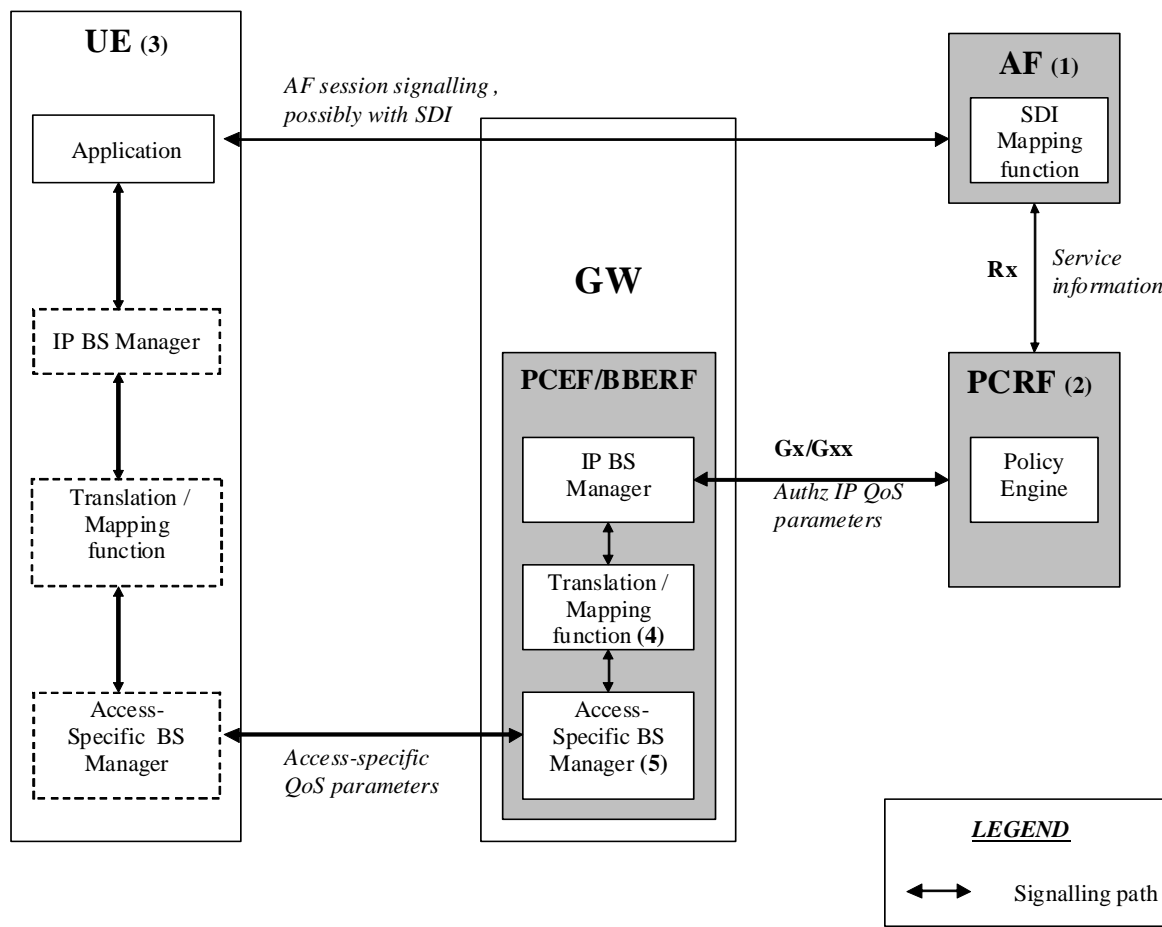 UE (3)
Application
IP BS Manager
Translation /
Mapping
function
Access-
Specific BS
Manager
AF session signalling ,
possibly with SDI
Access-specific
QoS parameters
GW
PCEF/BBERF
IP BS
Manager
Translation /
Mapping
function (4)
Access-
Specific BS
Manager (5)
Gx/Gxx
Authz IP QoS
parameters
AF (1)
SDI
Mapping
function
Rx
Service
information
PCRF (2)
Policy
Engine
LEGEND
Signalling path